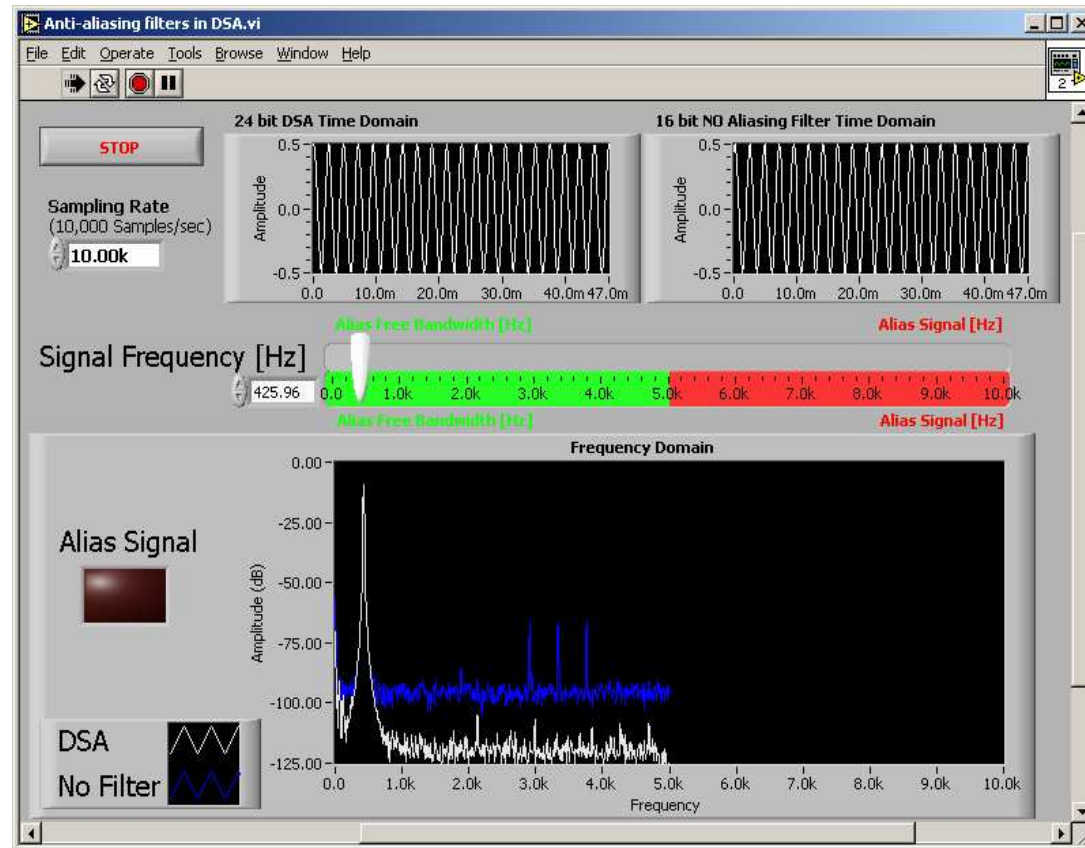 Anti-aliasing filters in DSA.vi
File Edit Operate Tools Browse Window Help
2
STOP
Sampling Rate
(10,000 Samples/sec)
10.00k
24 bit DSA Time Domain
0.5
0.0
-0.5
Amplitude
0.0 10.0m 20.0m 30.0m 40.0m 47.0m
16 bit NO Aliasing Filter Time Domain
0.5
0.0
-0.5
Amplitude
0.0 10.0m 20.0m 30.0m 40.0m 47.0m
Alias Free Bandwidth [Hz] Alias Signal [Hz]
Signal Frequency [Hz]
425.96
0.0 1.0k 2.0k 3.0k 4.0k 5.0k 6.0k 7.0k 8.0k 9.0k 10.0k
Alias Free Bandwidth [Hz] Alias Signal [Hz]
Alias Signal
Frequency Domain
0.00
-25.00
-50.00
-75.00
-100.00
-125.00
Amplitude (dB)
0.0 1.0k 2.0k 3.0k 4.0k 5.0k 6.0k 7.0k 8.0k 9.0k 10.0k
Frequency
DSA
No Filter